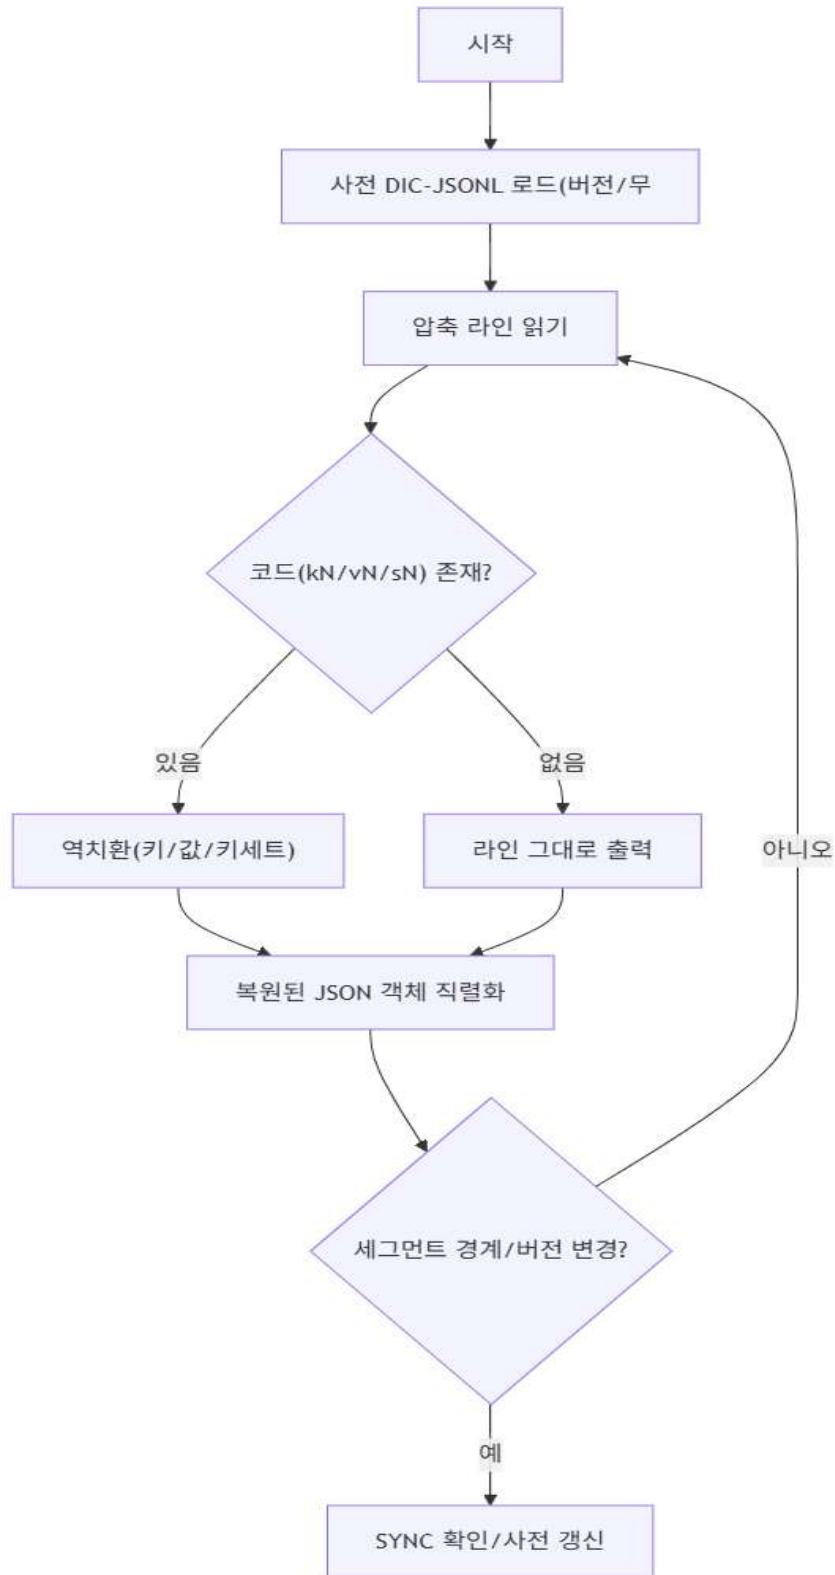 시작
사전 DIC-JSONL 로드(버전/무
압축 라인 읽기
코드(kN/vN/sN) 존재?
있음
없음
역치환(키/값/키세트)
라인 그대로 출력
아니오
복원된 JSON 객체 직렬화
세그먼트 경계/버전 변경?
예
SYNC 확인/사전 갱신